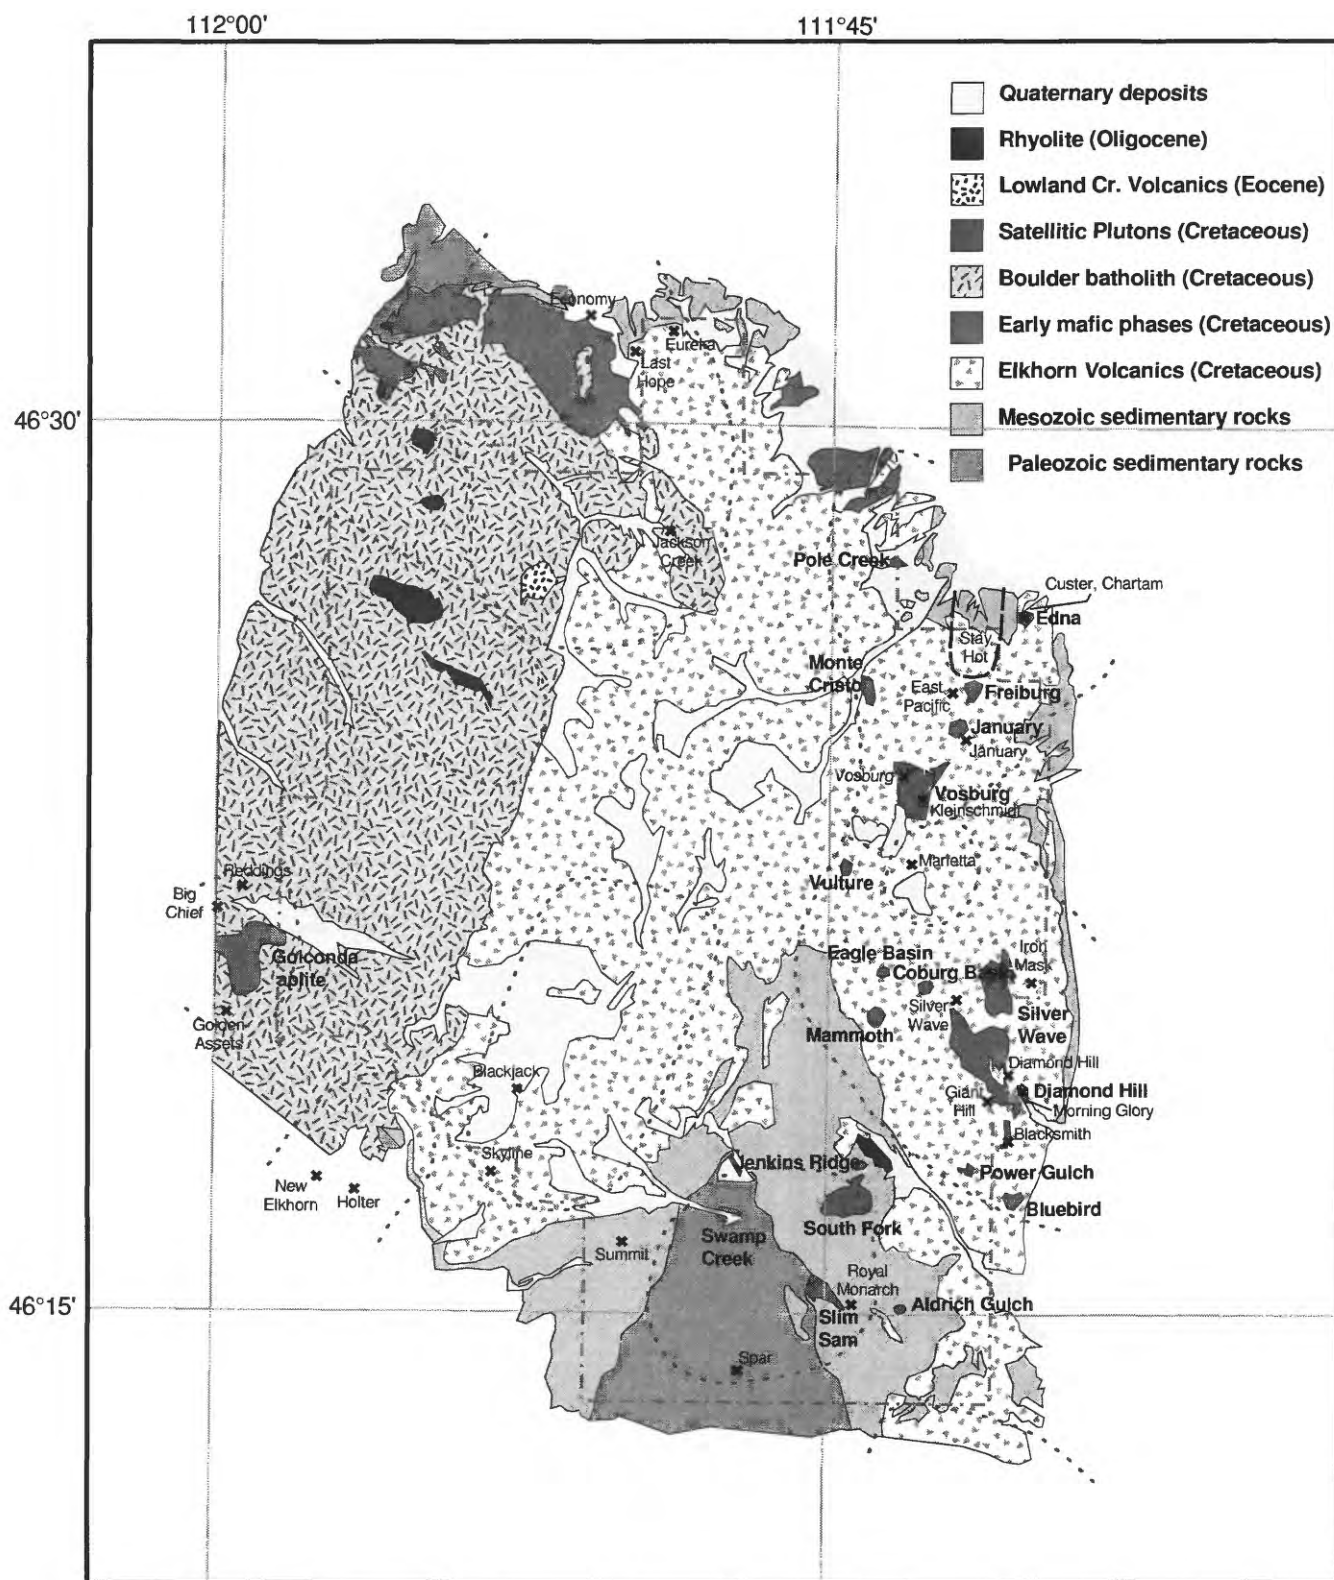 112°00'
111°45'
Quaternary deposits
Rhyolite (Oligocene)
Lowland Cr. Volcanics (Eocene)
Satellitic Plutons (Cretaceous)
Boulder batholith (Cretaceous)
Early mafic phases (Cretaceous)
Elkhorn Volcanics (Cretaceous)
Mesozoic sedimentary rocks
Paleozoic sedimentary rocks
Economy
Eureka
Last
Hope
46°30'
Jackson
Creek
Pole Creek
Custer, Chartam
Edna
Stay
Hot
Monte
Cristo
East
Pacific
Freiburg
January
January
Vosburg
Vosburg
Kleinschmidt
Marietta
Vulture
Reddings
Big
Chief
Golconda
aplite
Golden
Assets
Eagle Basin
Coburg Basin
Iron
Mask
Silver
Wave
Silver
Wave
Mammoth
Diamond Hill
Diamond Hill
Giant
Hill
Morning Glory
Blacksmith
Blackjack
Skyline
Jenkins Ridge
Power Gulch
New
Elkhorn
Holter
Bluebird
South Fork
Swamp
Creek
Summit
Royal
Monarch
46°15'
Aldrich Gulch
Slim
Sam
Spar